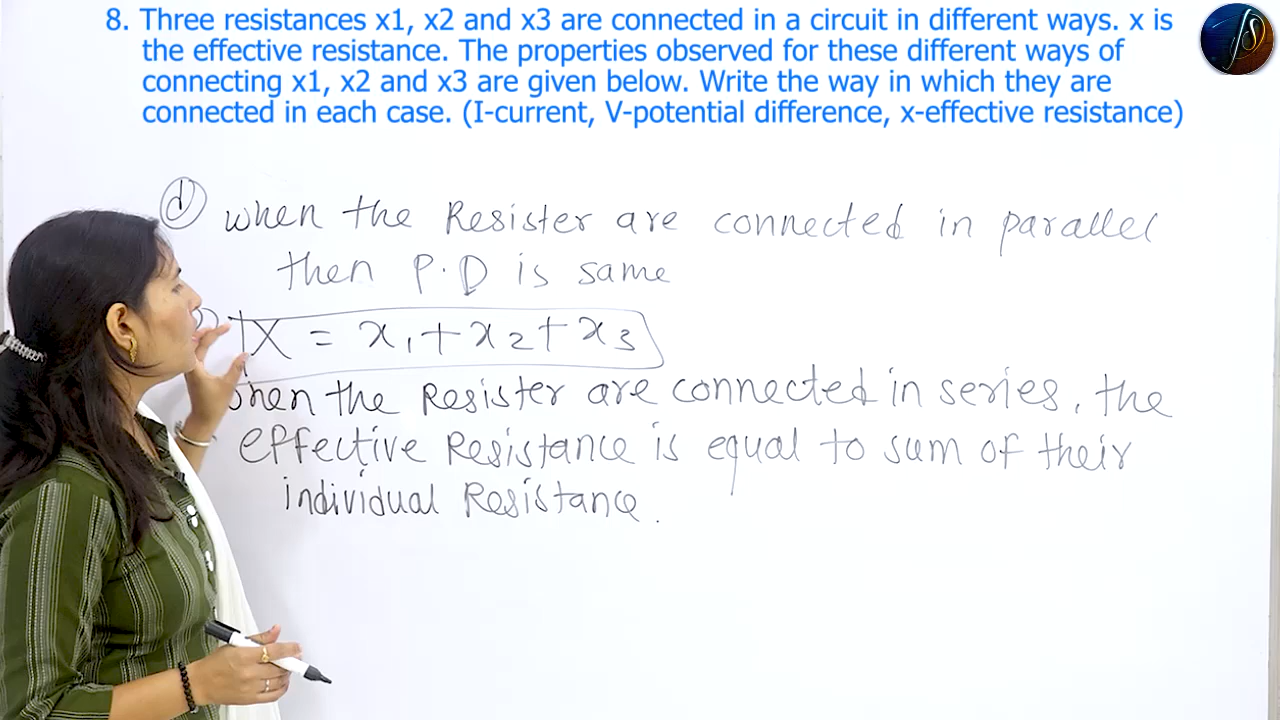 8. Three resistances x1, x2 and x3 are connected in a circuit in different ways. x is
the effective resistance. The properties observed for these different ways of
connecting x1, x2 and x3 are given below. Write the way in which they are
connected in each case. (I-current, V-potential difference, x-effective resistance)
d when the Resister are connected in parallel
then P.D is same
X = x₁ + x₂ + x₃
when the Resister are connected in series, the
effective Resistance is equal to sum of their
individual Resistance.